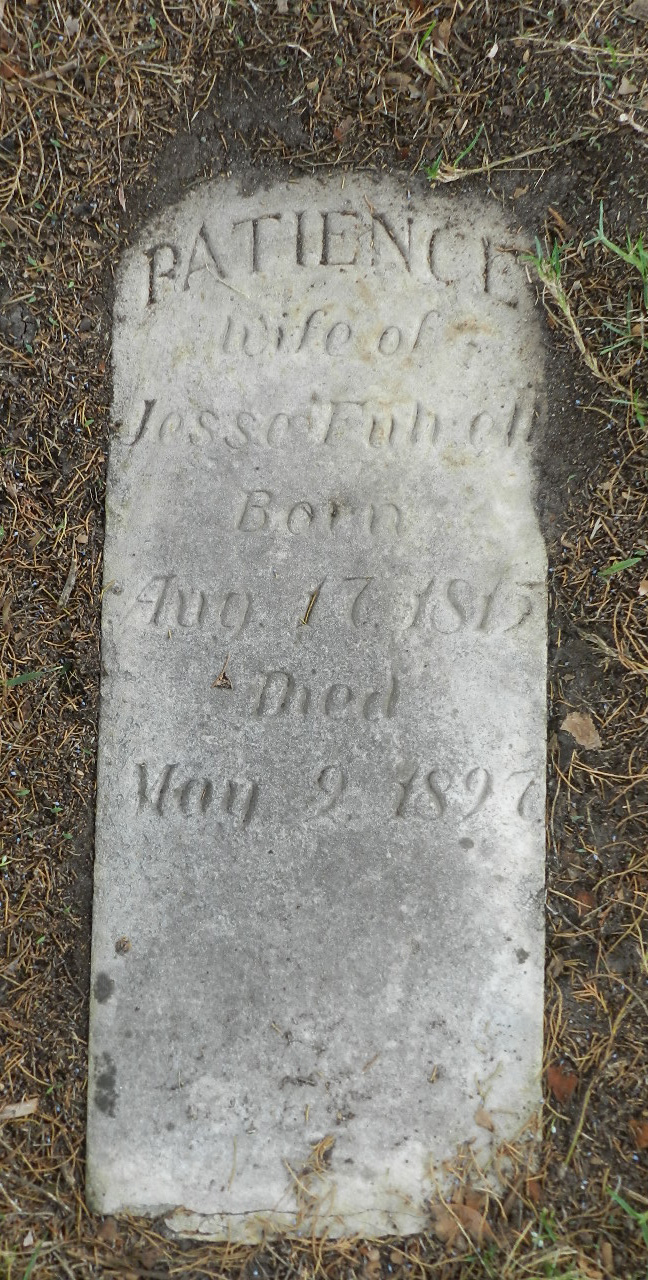 PATIENCE
Wife of
Jesse
Born
Aug. 17. 1815
Died
May 9. 1897